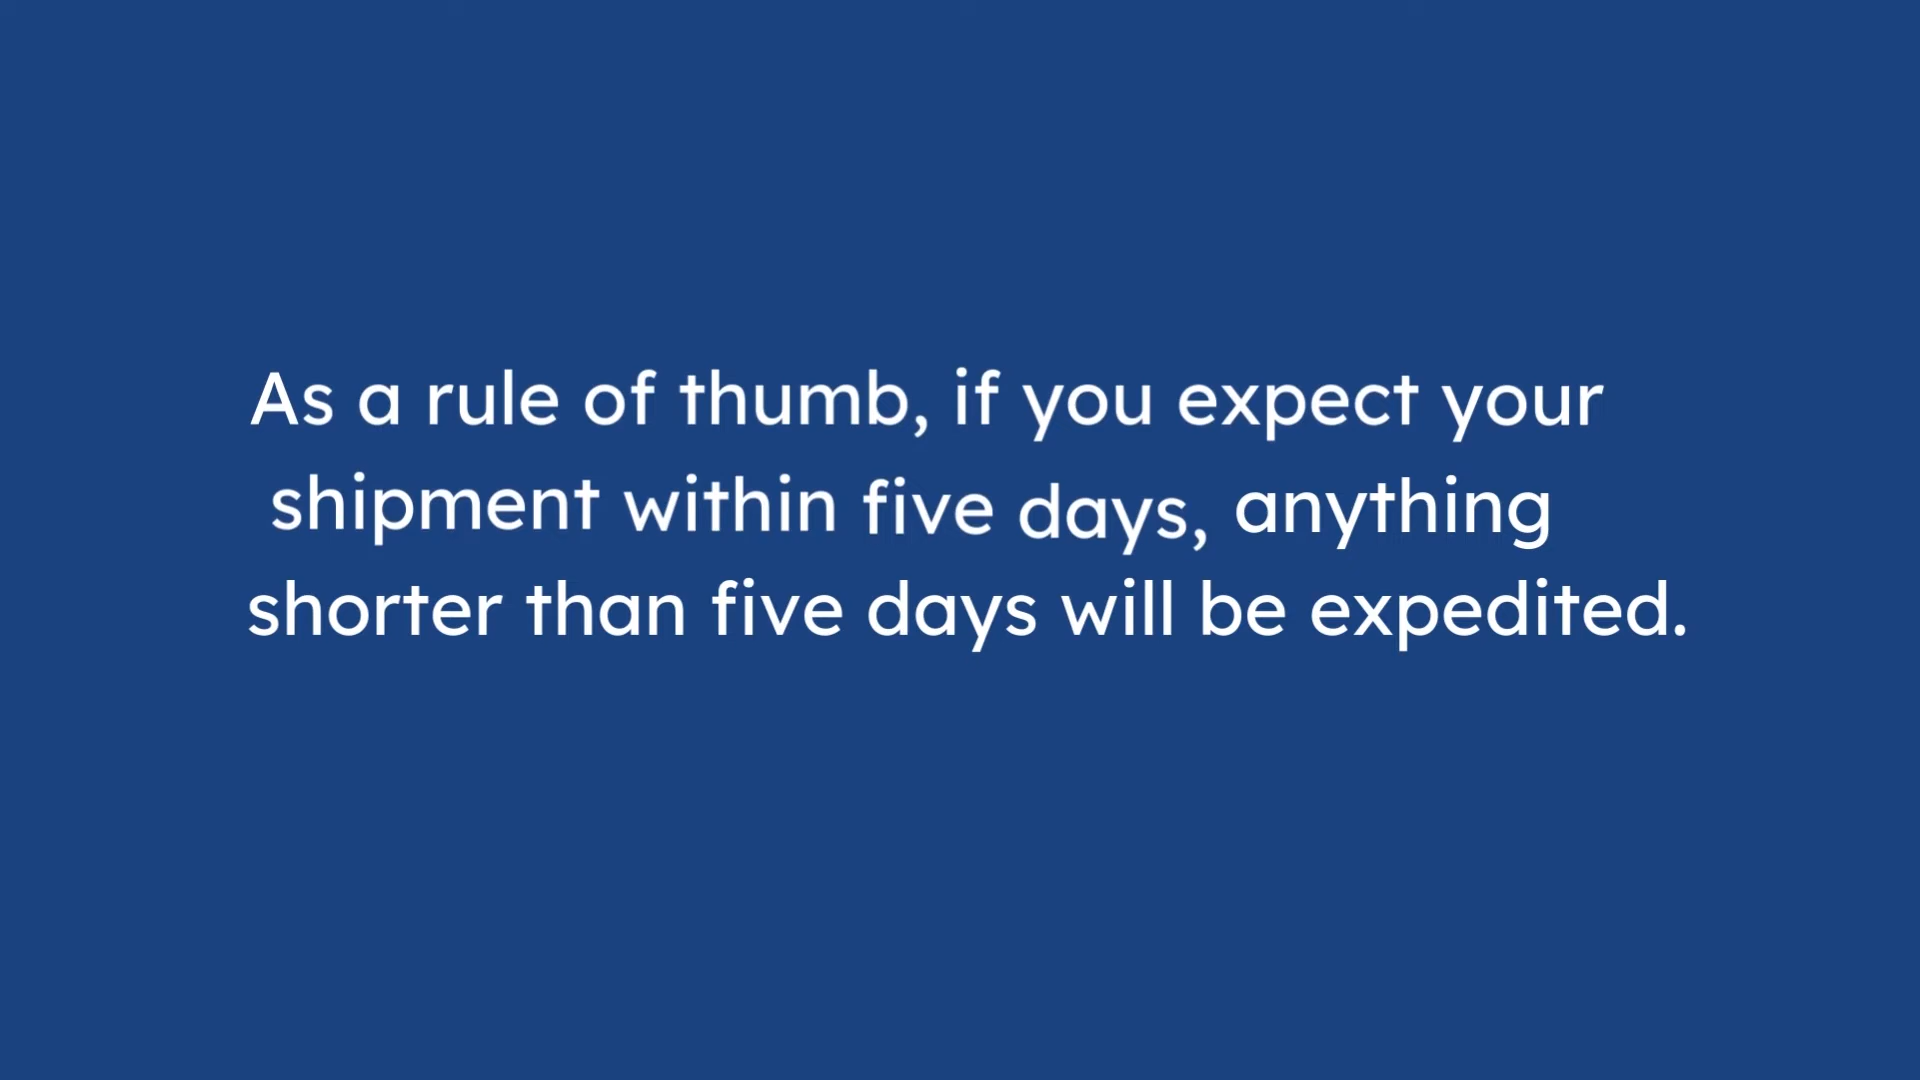 As a rule of thumb, if you expect your
shipment within five days, anything
shorter than five days will be expedited.